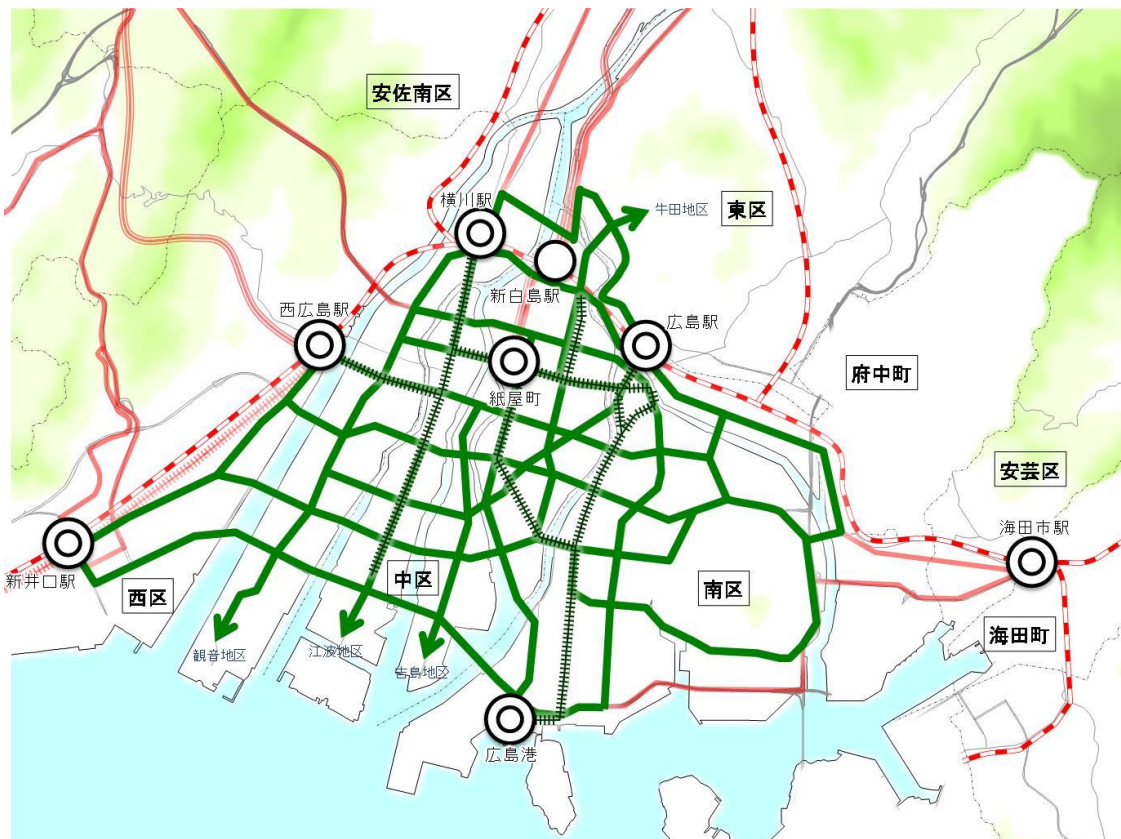 安佐南区
横川駅
牛田地区
東区
新白島駅
西広島駅
広島駅
府中町
紙屋町
安芸区
海田市駅
新井口駅
西区
中区
南区
海田町
観音地区
江波地区
吉島地区
広島港